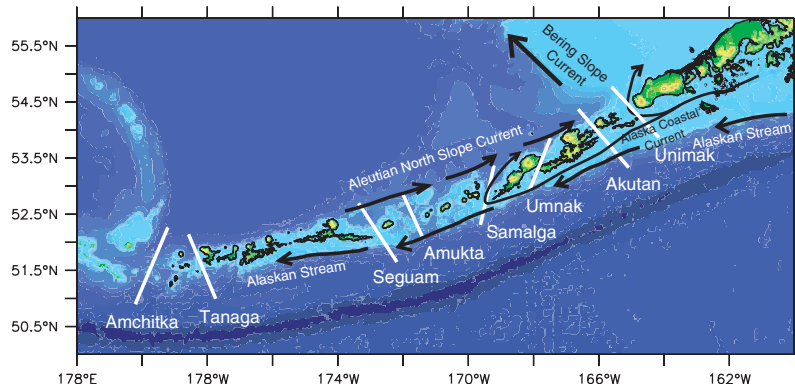 55.5°N
54.5°N
53.5°N
52.5°N
51.5°N
50.5°N
Bering Slope
Current
Alaska Coastal
Current
Alaskan Stream
Unimak
Aleutian North Slope Current
Akutan
Umnak
Samalga
Amukta
Seguam
Alaskan Stream
Tanaga
Amchitka
178°E
178°W
174°W
170°W
166°W
162°W